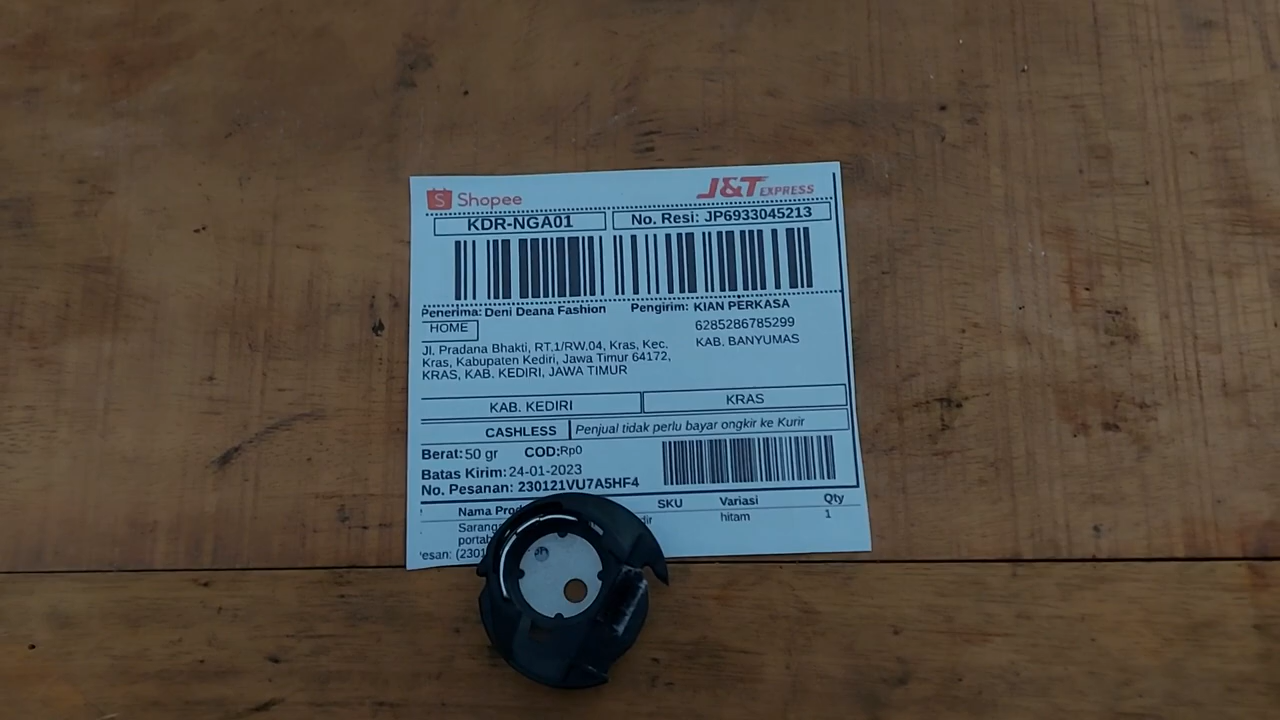 Shopee
J&T EXPRESS
KDR-NGA01
No. Resi: JP6933045213
Penerima: Deni Deana Fashion
Pengirim: KIAN PERKASA
HOME
6285286785299
KAB. BANYUMAS
Jl. Pradana Bhakti, RT.1/RW.04, Kras, Kec.
Kras, Kabupaten Kediri, Jawa Timur 64172,
KRAS, KAB. KEDIRI, JAWA TIMUR
KAB. KEDIRI
KRAS
CASHLESS
Penjual tidak perlu bayar ongkir ke Kurir
Berat: 50 gr COD: Rp0
Batas Kirim: 24-01-2023
No. Pesanan: 230121VU7A5HF4
Nama SKU Variasi Qty
hitam 1